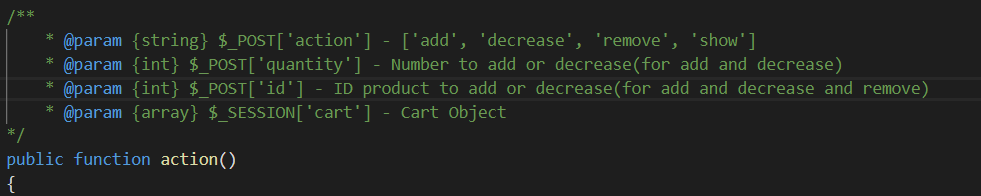 /**
* @param {string} $_POST['action'] - ['add', 'decrease', 'remove', 'show']
* @param {int} $_POST['quantity'] - Number to add or decrease(for add and decrease)
* @param {int} $_POST['id'] - ID product to add or decrease(for add and decrease and remove)
* @param {array} $_SESSION['cart'] - Cart Object
*/
public function action()
{